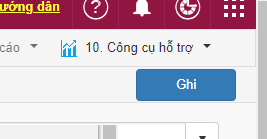 ướng dẫn
cáo
10. Công cụ hỗ trợ
Ghi